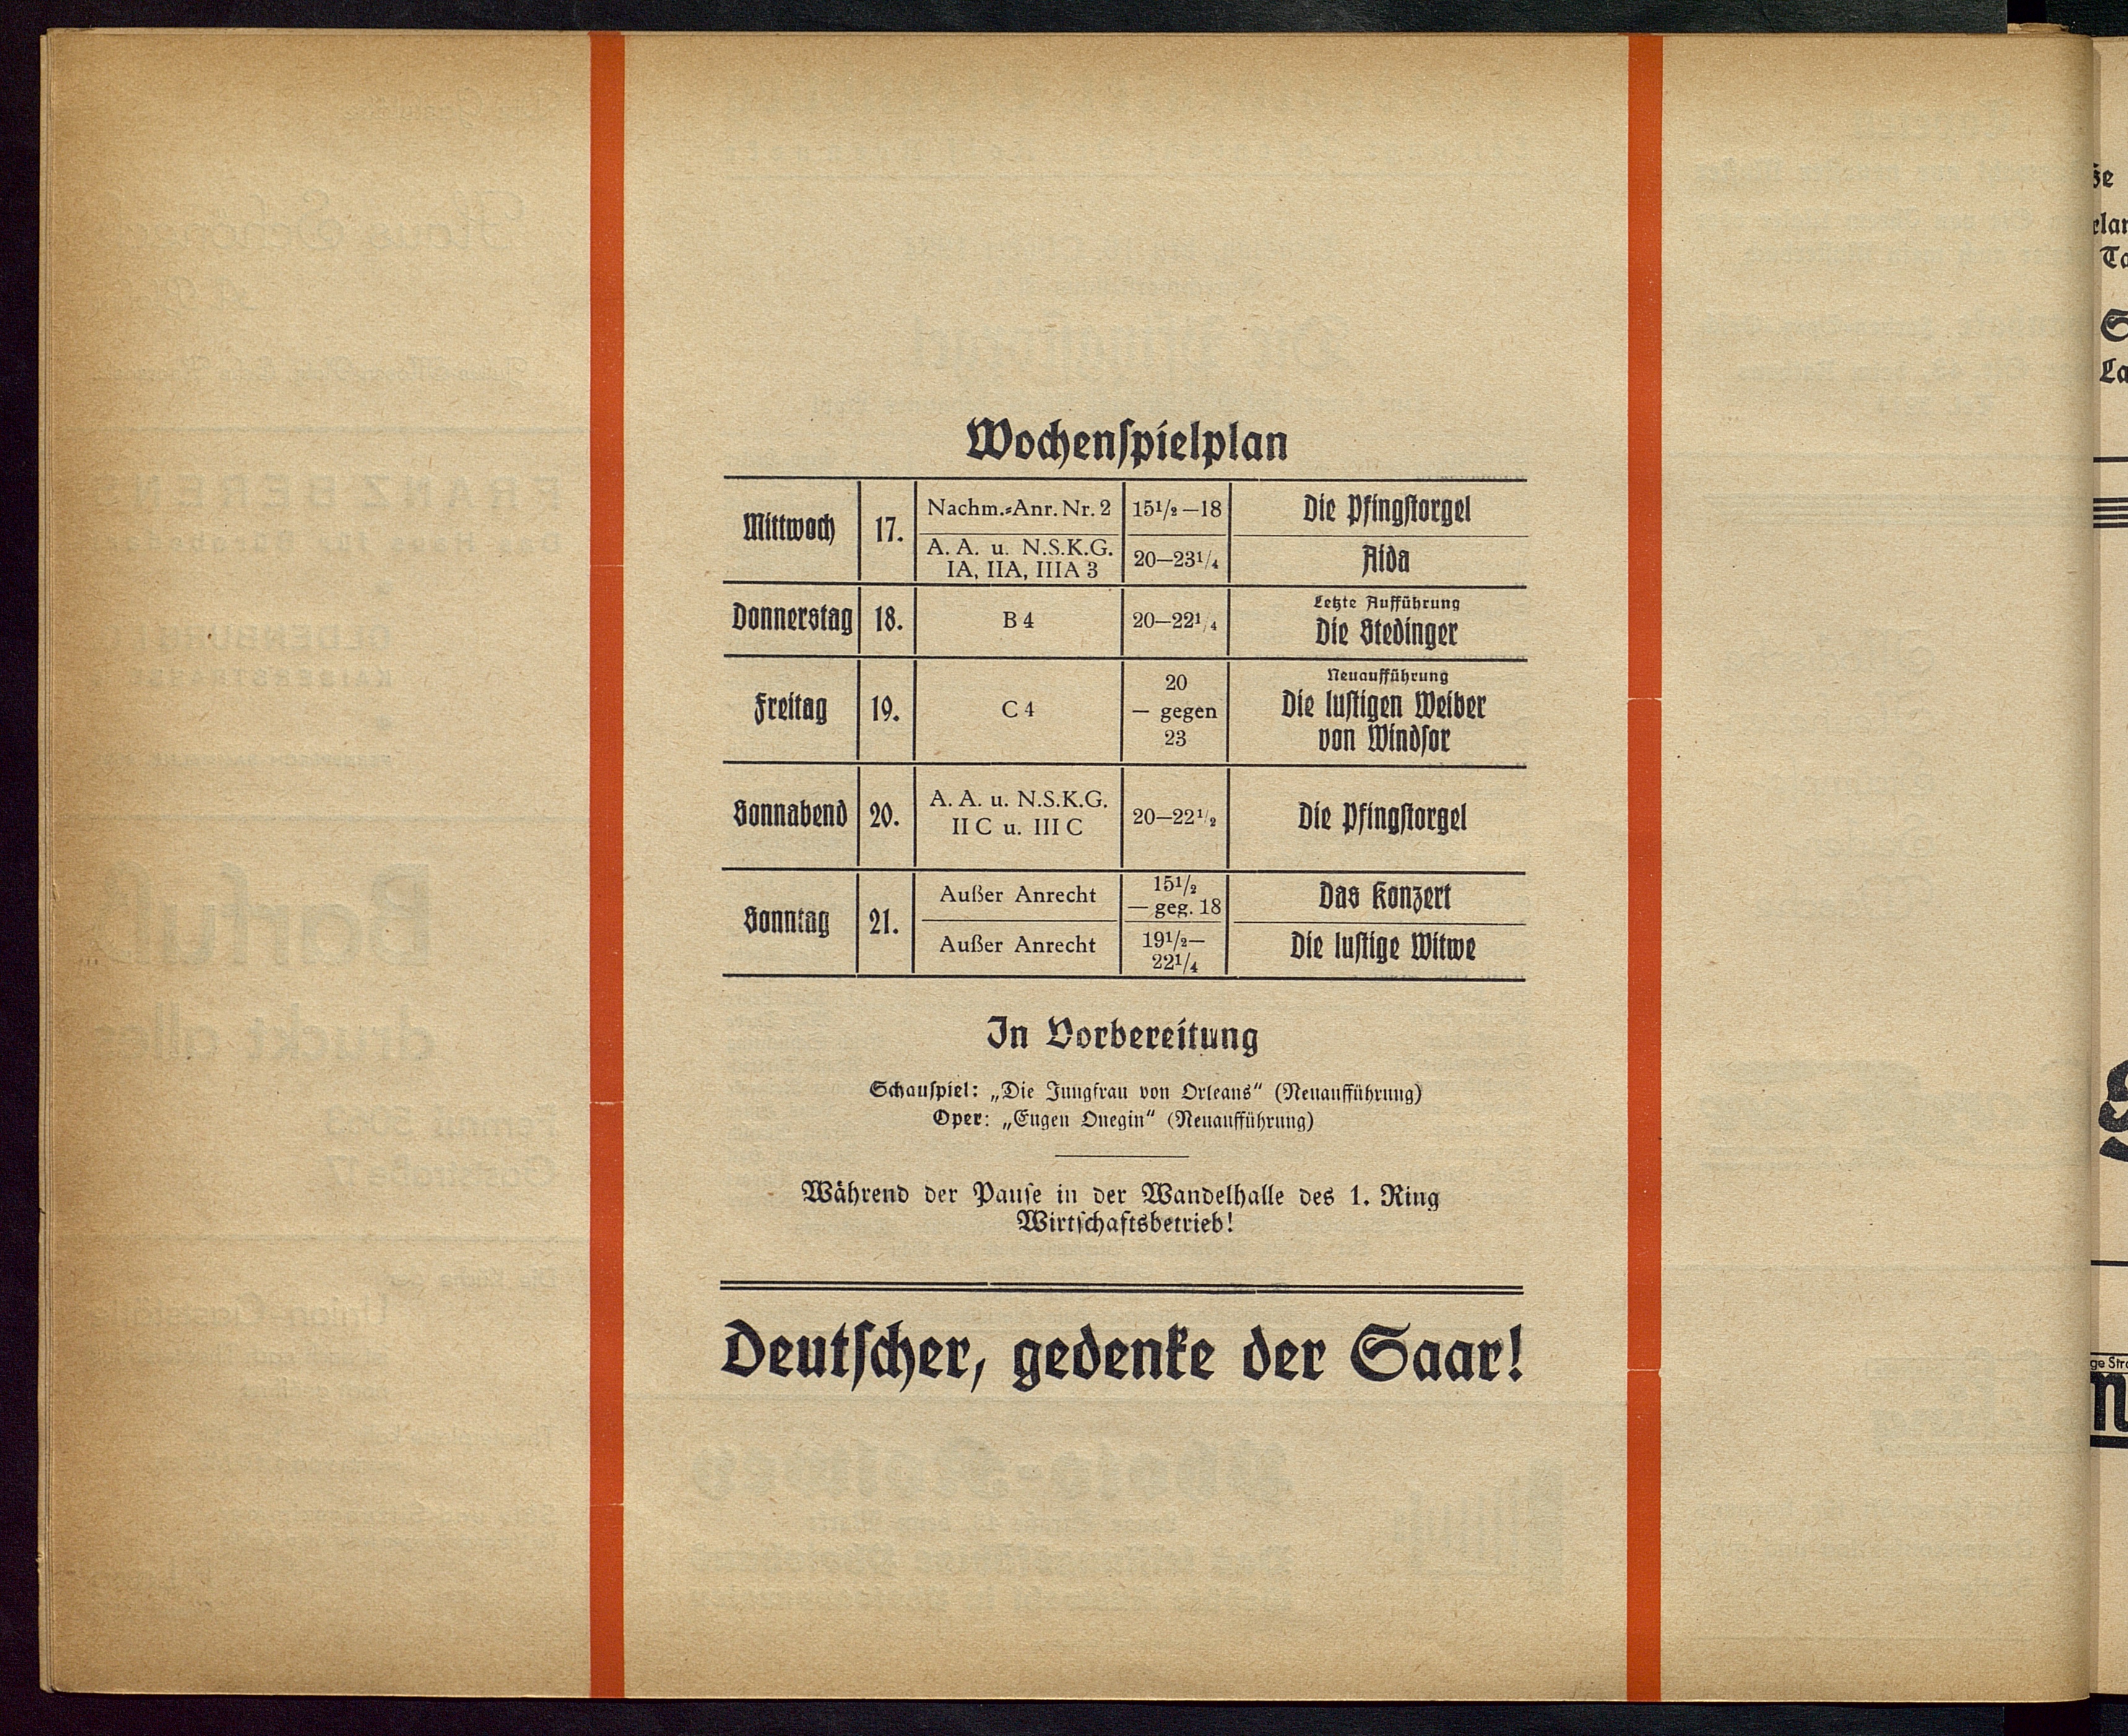 Wochenspielplan
Mittwoch 17. Nachm.-Anr. Nr. 2 15½—18 Die Pfingstorgel
A. A. u. N.S.K.G. IA, IIA, IIIA 3 20—23¼ Aida
Donnerstag 18. B 4 20—22¼ Letzte Aufführung Die Stedinger
Freitag 19. C 4 20 — gegen 23 Neuaufführung Die lustigen Weiber von Windsor
Sonnabend 20. A. A. u. N.S.K.G. II C u. III C 20—22½ Die Pfingstorgel
Sonntag 21. Außer Anrecht 15½ — geg. 18 Das Konzert
Außer Anrecht 19½—22¼ Die lustige Witwe
In Vorbereitung
Schauspiel: „Die Jungfrau von Orleans“ (Neuaufführung)
Oper: „Eugen Onegin“ (Neuaufführung)
Während der Pause in der Wandelhalle des 1. Ring
Wirtschaftsbetrieb!
Deutscher, gedenke der Saar!